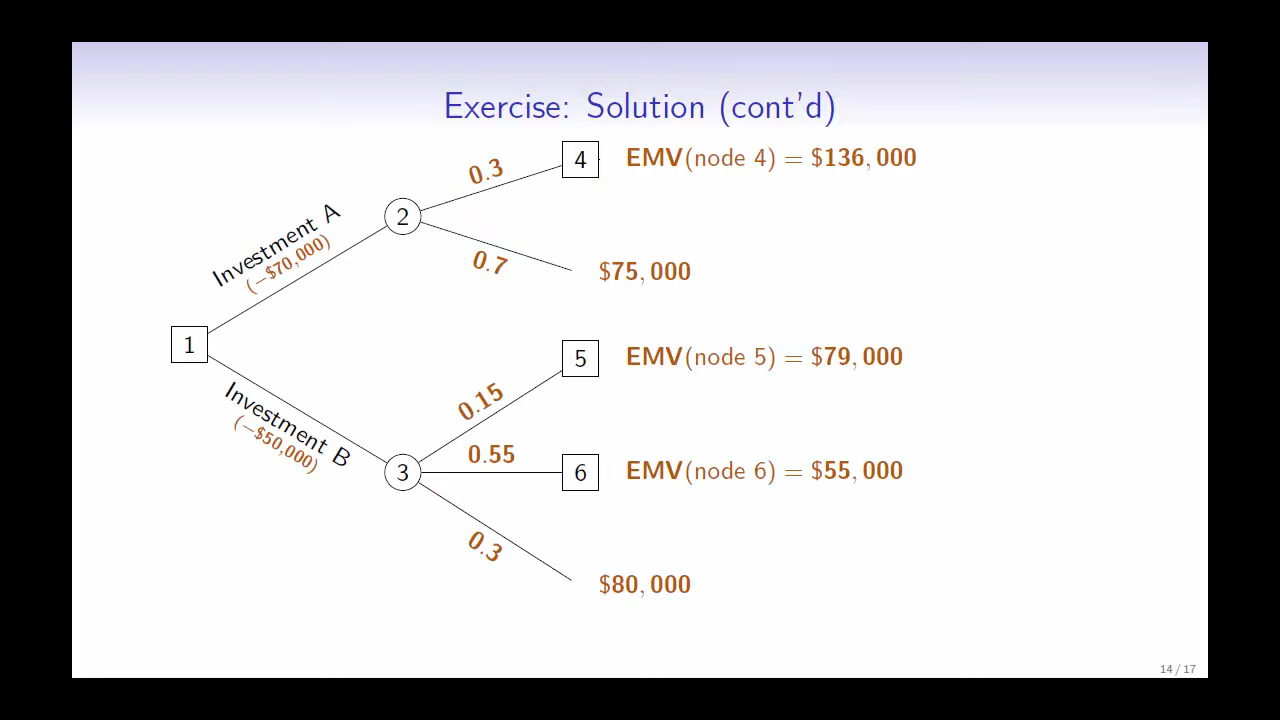 Exercise: Solution (cont'd)
4
EMV(node 4) = $136,000
0.3
2
Investment A
(−$70,000)
0.7
$75,000
1
5
EMV(node 5) = $79,000
0.15
Investment B
(−$50,000)
0.55
3
6
EMV(node 6) = $55,000
0.3
$80,000
14 / 17